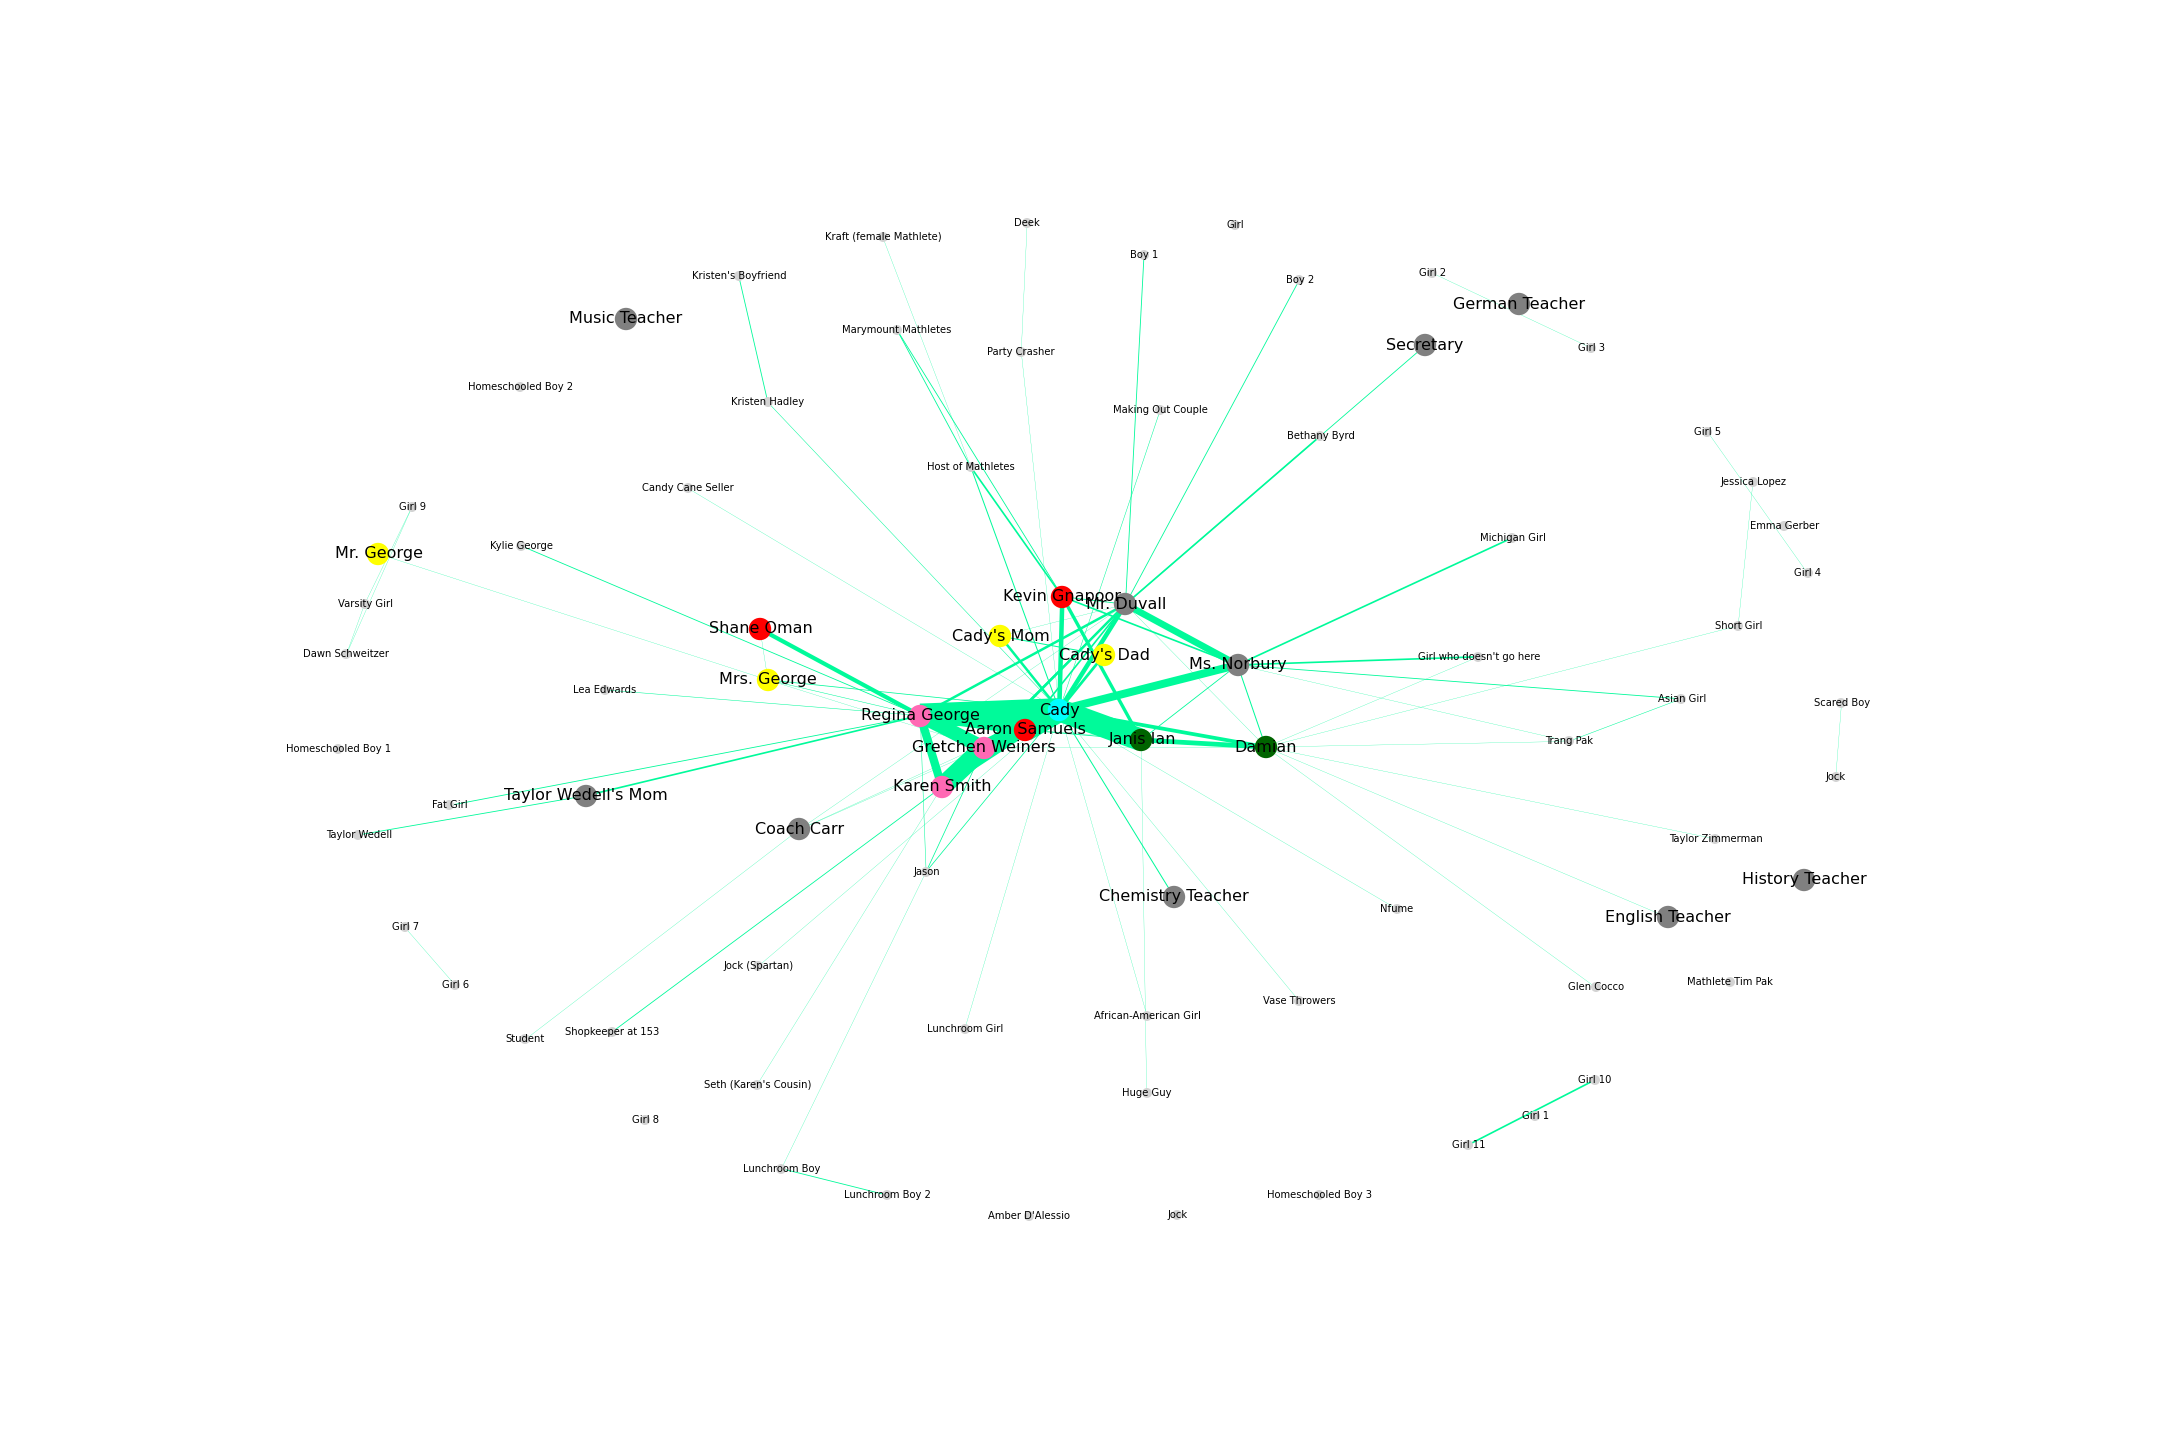 Deek
Girl
Kraft (female Mathlete)
Boy 1
Girl 2
Kristen's Boyfriend
Boy 2
German Teacher
Music Teacher
Marymount Mathletes
Secretary
Girl 3
Party Crasher
Homeschooled Boy 2
Kristen Hadley
Making Out Couple
Girl 5
Bethany Byrd
Host of Mathletes
Jessica Lopez
Candy Cane Seller
Girl 9
Emma Gerber
Michigan Girl
Kylie George
Mr. George
Girl 4
Kevin Gnapoor
Varsity Girl
Mr. Duvall
Short Girl
Shane Oman
Cady's Mom
Dawn Schweitzer
Cady's Dad
Girl who doesn't go here
Ms. Norbury
Mrs. George
Lea Edwards
Asian Girl
Scared Boy
Cady
Regina George
Aaron Samuels
Janis Ian
Trang Pak
Gretchen Weiners
Damian
Homeschooled Boy 1
Jock
Karen Smith
Taylor Wedell's Mom
Fat Girl
Coach Carr
Taylor Wedell
Taylor Zimmerman
Jason
History Teacher
Chemistry Teacher
Nfume
English Teacher
Girl 7
Jock (Spartan)
Mathlete Tim Pak
Girl 6
Glen Cocco
Vase Throwers
African-American Girl
Lunchroom Girl
Shopkeeper at 153
Student
Girl 10
Seth (Karen's Cousin)
Huge Guy
Girl 1
Girl 8
Girl 11
Lunchroom Boy
Lunchroom Boy 2
Homeschooled Boy 3
Amber D'Alessio
Jock